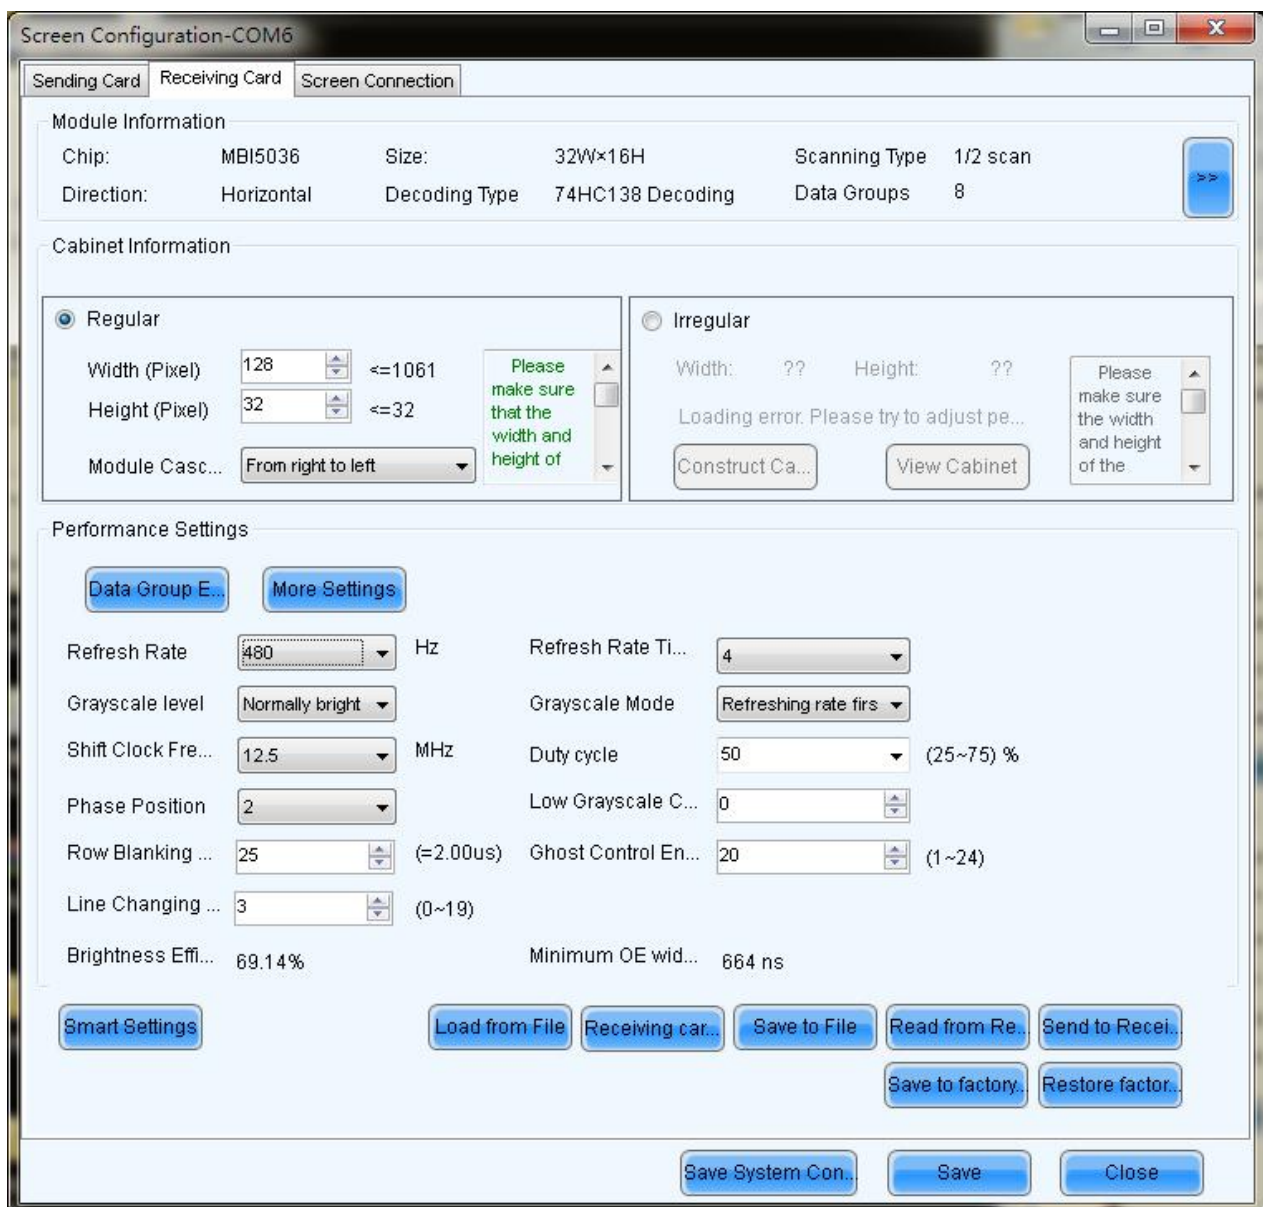 Screen Configuration-COM6
Sending Card Receiving Card Screen Connection
Module Information
Chip: MBI5036 Size: 32W×16H Scanning Type 1/2 scan
Direction: Horizontal Decoding Type 74HC138 Decoding Data Groups 8
>>
Cabinet Information
Regular
Width (Pixel) 128 <=1061
Height (Pixel) 32 <=32
Module Casc... From right to left
Please
make sure
that the
width and
height of
Irregular
Width: ?? Height: ??
Loading error. Please try to adjust pe...
Construct Ca... View Cabinet
Please
make sure
the width
and height
of the
Performance Settings
Data Group E... More Settings
Refresh Rate 480 Hz Refresh Rate Ti... 4
Grayscale level Normally bright Grayscale Mode Refreshing rate firs
Shift Clock Fre... 12.5 MHz Duty cycle 50 (25~75) %
Phase Position 2 Low Grayscale C... 0
Row Blanking ... 25 (=2.00us) Ghost Control En... 20 (1~24)
Line Changing ... 3 (0~19)
Brightness Effi... 69.14% Minimum OE wid... 664 ns
Smart Settings Load from File Receiving car... Save to File Read from Re... Send to Recei...
Save to factory... Restore factor...
Save System Con... Save Close